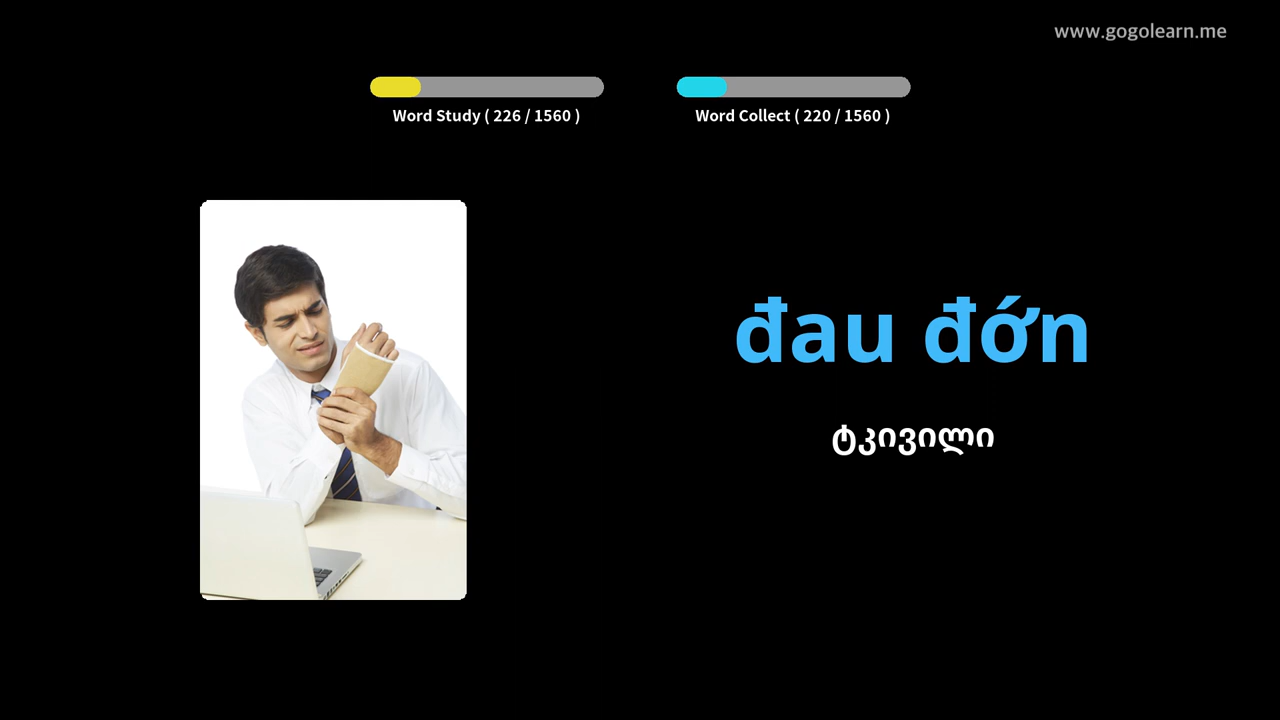 www.gogolearn.me
Word Study ( 226 / 1560 )
Word Collect ( 220 / 1560 )
đau đớn
ტკივილი